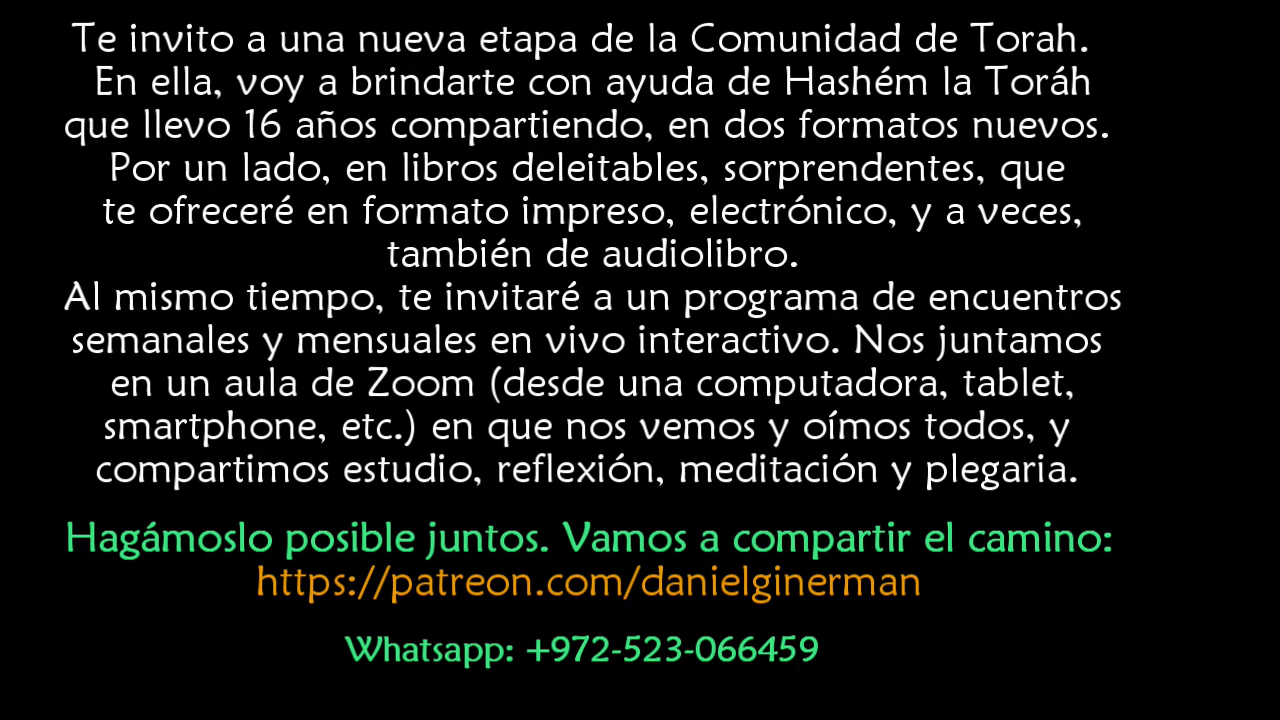 Te invito a una nueva etapa de la Comunidad de Torah.
En ella, voy a brindarte con ayuda de Hashém la Toráh
que llevo 16 años compartiendo, en dos formatos nuevos.
Por un lado, en libros deleitables, sorprendentes, que
te ofreceré en formato impreso, electrónico, y a veces,
también de audiolibro.
Al mismo tiempo, te invitaré a un programa de encuentros
semanales y mensuales en vivo interactivo. Nos juntamos
en un aula de Zoom (desde una computadora, tablet,
smartphone, etc.) en que nos vemos y oímos todos, y
compartimos estudio, reflexión, meditación y plegaria.
Hagámoslo posible juntos. Vamos a compartir el camino:
https://patreon.com/danielginerman
Whatsapp: +972-523-066459